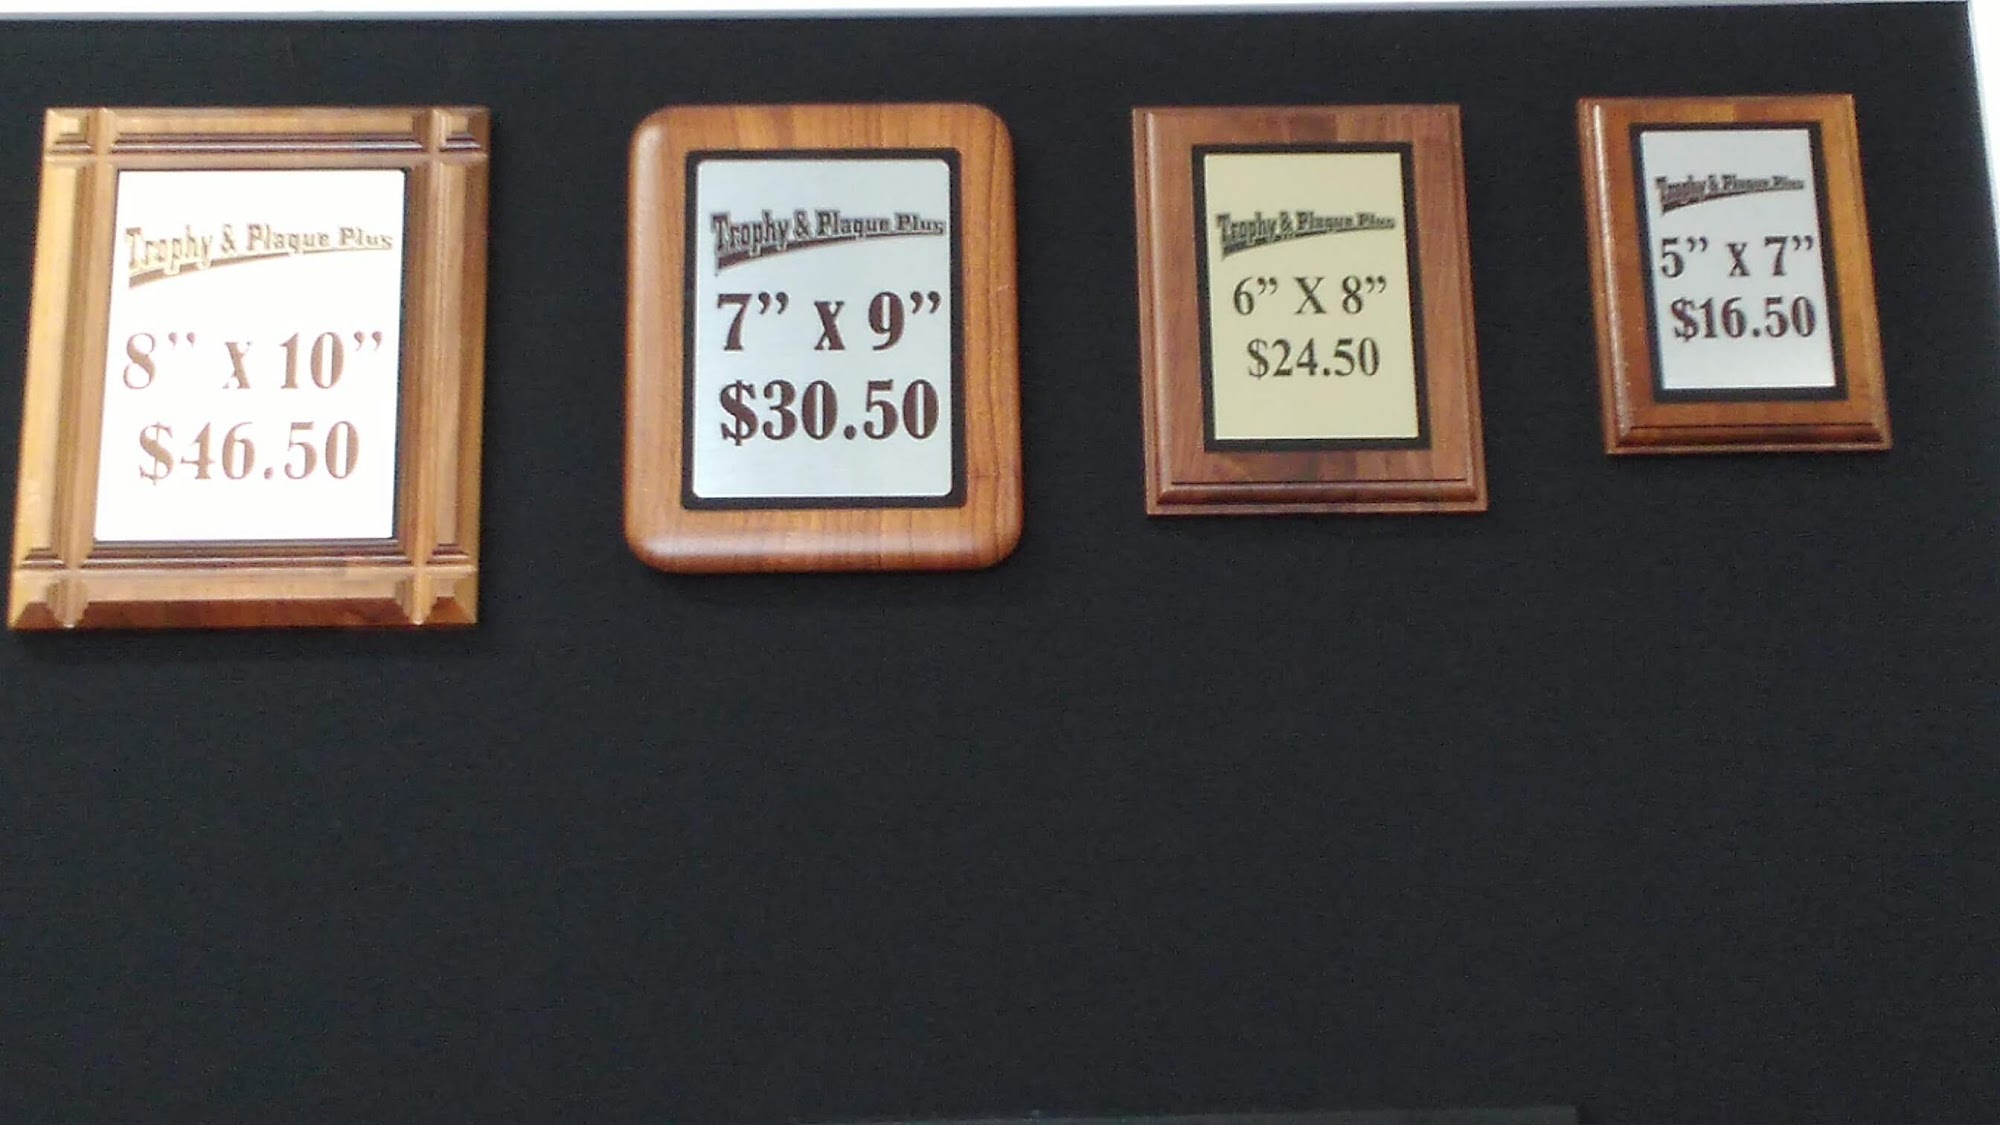 Trophy & Plaque Plus
8” x 10”
$46.50
Trophy & Plaque Plus
7” x 9”
$30.50
Trophy & Plaque Plus
6” X 8”
$24.50
Trophy & Plaque Plus
5” x 7”
$16.50